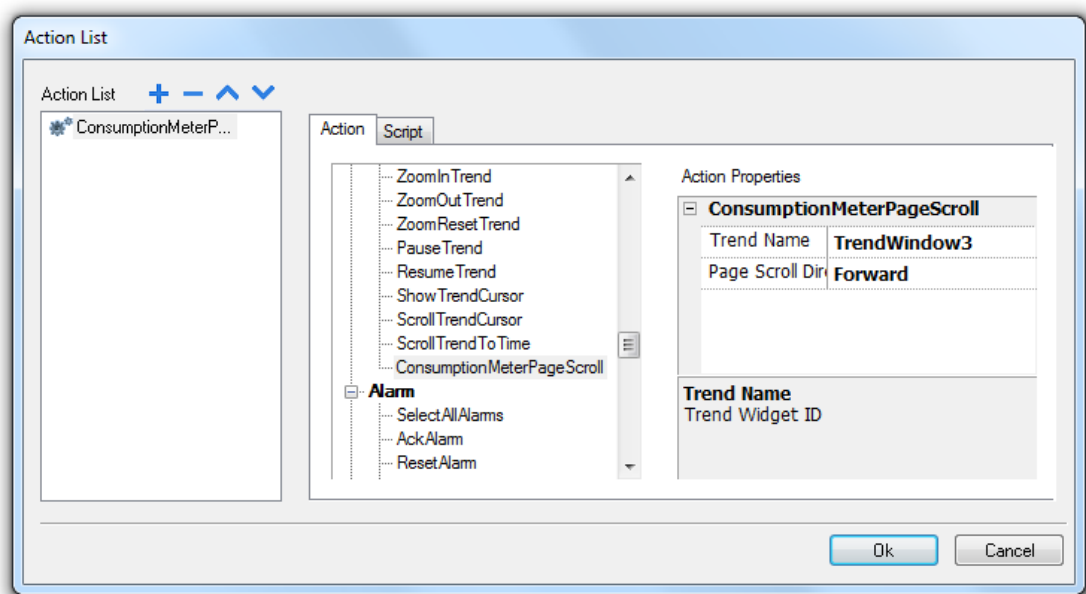 Action List
Action List
ConsumptionMeterP...
Action Script
ZoomInTrend
ZoomOutTrend
ZoomResetTrend
PauseTrend
ResumeTrend
ShowTrendCursor
ScrollTrendCursor
ScrollTrendToTime
ConsumptionMeterPageScroll
Alarm
SelectAllAlarms
AckAlarm
ResetAlarm
Action Properties
ConsumptionMeterPageScroll
Trend Name TrendWindow3
Page Scroll Dir Forward
Trend Name
Trend Widget ID
Ok Cancel